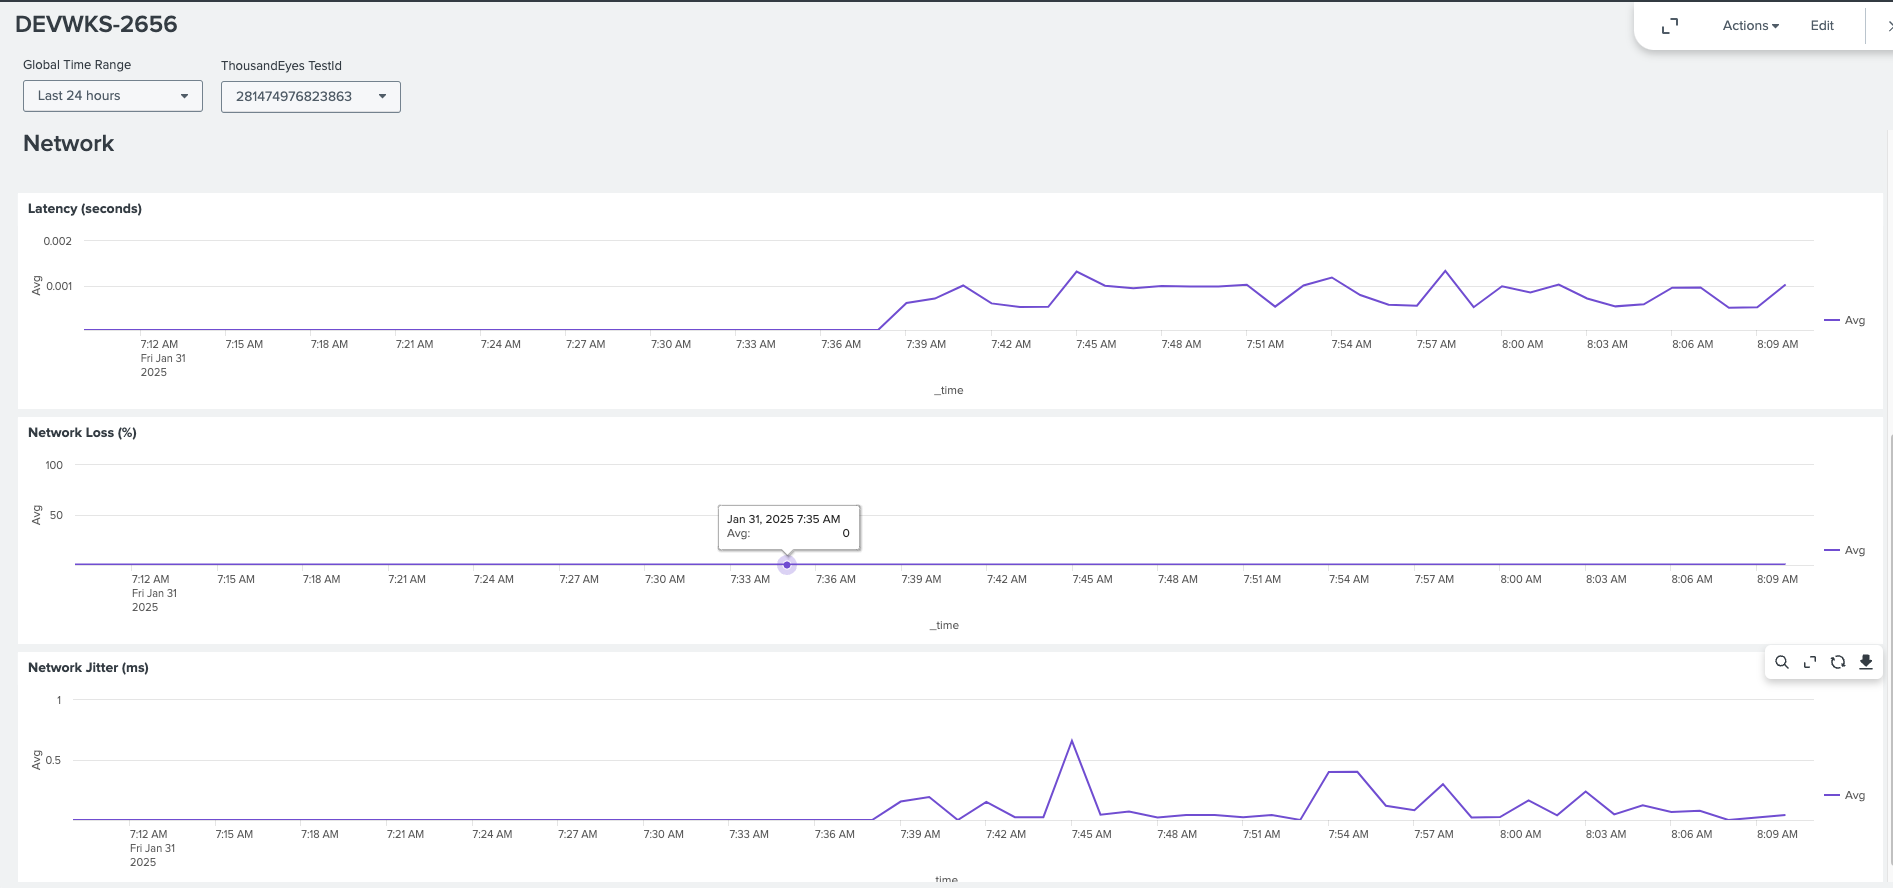 DEVWKS-2656
Actions
Edit
Global Time Range
ThousandEyes TestId
Last 24 hours
281474976823863
Network
Latency (seconds)
0.002
0.001
Avg
Avg
7:12 AM 7:15 AM 7:18 AM 7:21 AM 7:24 AM 7:27 AM 7:30 AM 7:33 AM 7:36 AM 7:39 AM 7:42 AM 7:45 AM 7:48 AM 7:51 AM 7:54 AM 7:57 AM 8:00 AM 8:03 AM 8:06 AM 8:09 AM
Fri Jan 31
2025
_time
Network Loss (%)
100
50
Avg
Jan 31, 2025 7:35 AM
Avg: 0
Avg
7:12 AM 7:15 AM 7:18 AM 7:21 AM 7:24 AM 7:27 AM 7:30 AM 7:33 AM 7:36 AM 7:39 AM 7:42 AM 7:45 AM 7:48 AM 7:51 AM 7:54 AM 7:57 AM 8:00 AM 8:03 AM 8:06 AM 8:09 AM
Fri Jan 31
2025
_time
Network Jitter (ms)
1
0.5
Avg
Avg
7:12 AM 7:15 AM 7:18 AM 7:21 AM 7:24 AM 7:27 AM 7:30 AM 7:33 AM 7:36 AM 7:39 AM 7:42 AM 7:45 AM 7:48 AM 7:51 AM 7:54 AM 7:57 AM 8:00 AM 8:03 AM 8:06 AM 8:09 AM
Fri Jan 31
2025
time